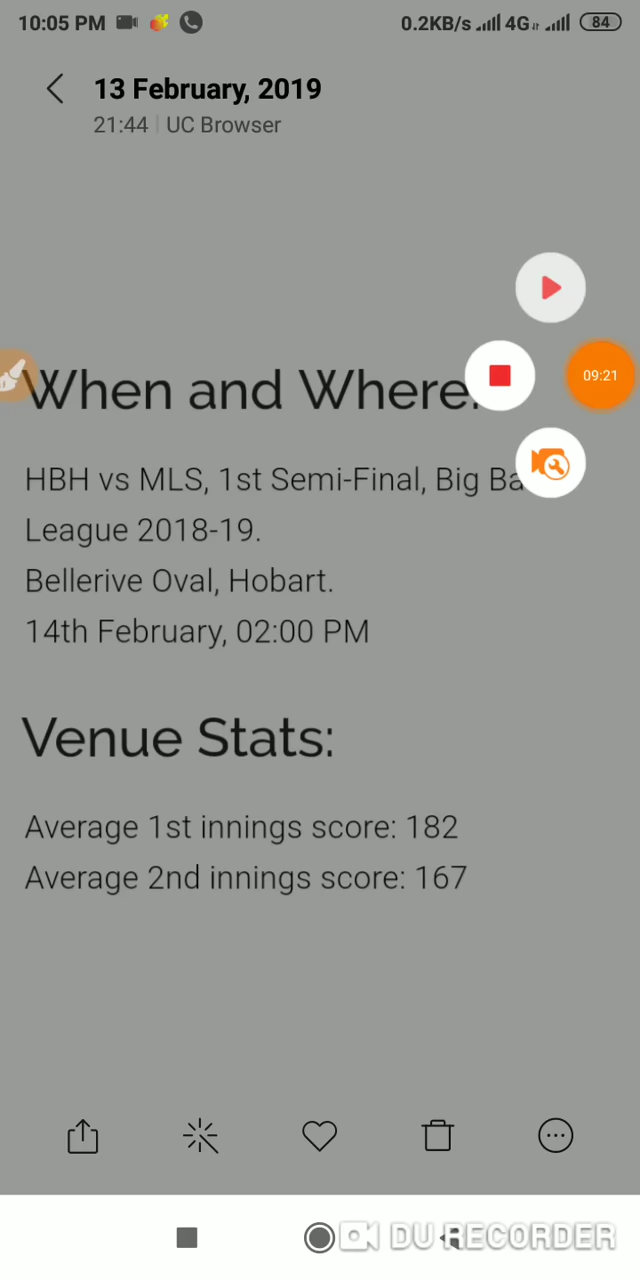 10:05 PM 0.2KB/s 4G 84
13 February, 2019
21:44 UC Browser
09:21
When and Where:
HBH vs MLS, 1st Semi-Final, Big Ba
League 2018-19.
Bellerive Oval, Hobart.
14th February, 02:00 PM
Venue Stats:
Average 1st innings score: 182
Average 2nd innings score: 167
DU RECORDER